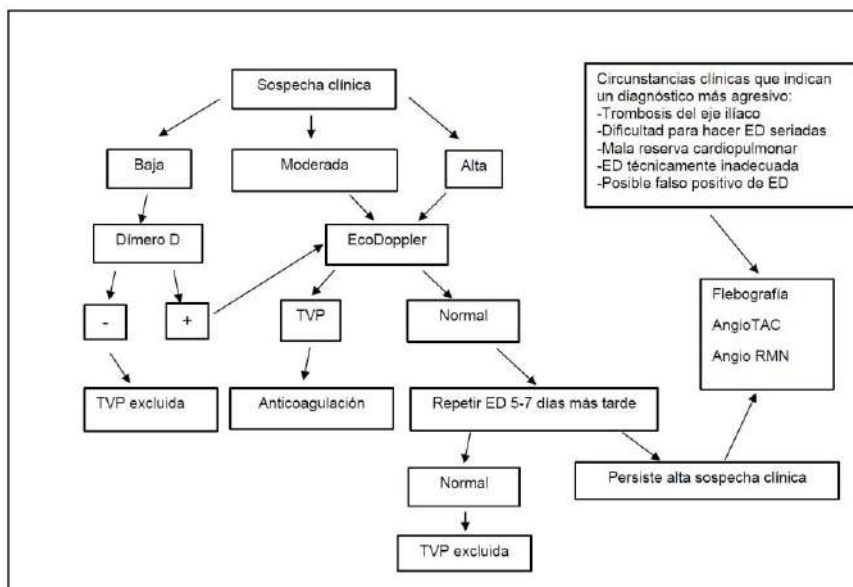 Sospecha clínica
Circunstancias clínicas que indican
un diagnóstico más agresivo:
-Trombosis del eje ilíaco
-Dificultad para hacer ED seriadas
-Mala reserva cardiopulmonar
-ED técnicamente inadecuada
-Posible falso positivo de ED
Baja
Moderada
Alta
Dímero D
EcoDoppler
-
+
TVP
Normal
Flebografía
AngioTAC
Angio RMN
TVP excluida
Anticoagulación
Repetir ED 5-7 días más tarde
Normal
Persiste alta sospecha clínica
TVP excluida